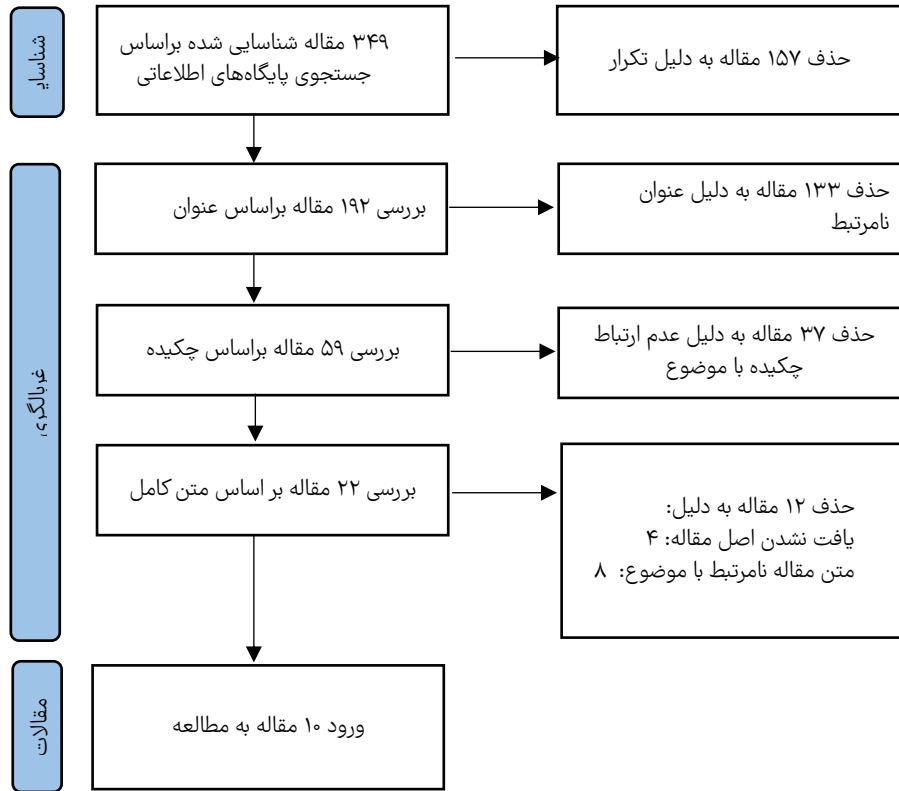 شناسای
۳۴۹ مقاله شناسایی شده براساس
جستجوی پایگاه‌های اطلاعاتی
حذف ۱۵۷ مقاله به دلیل تکرار
غربالگری
بررسی ۱۹۲ مقاله براساس عنوان
حذف ۱۳۳ مقاله به دلیل عنوان
نامرتبط
بررسی ۵۹ مقاله براساس چکیده
حذف ۳۷ مقاله به دلیل عدم ارتباط
چکیده با موضوع
بررسی ۲۲ مقاله بر اساس متن کامل
حذف ۱۲ مقاله به دلیل:
یافت نشدن اصل مقاله: ۴
متن مقاله نامرتبط با موضوع: ۸
مقالات
ورود ۱۰ مقاله به مطالعه